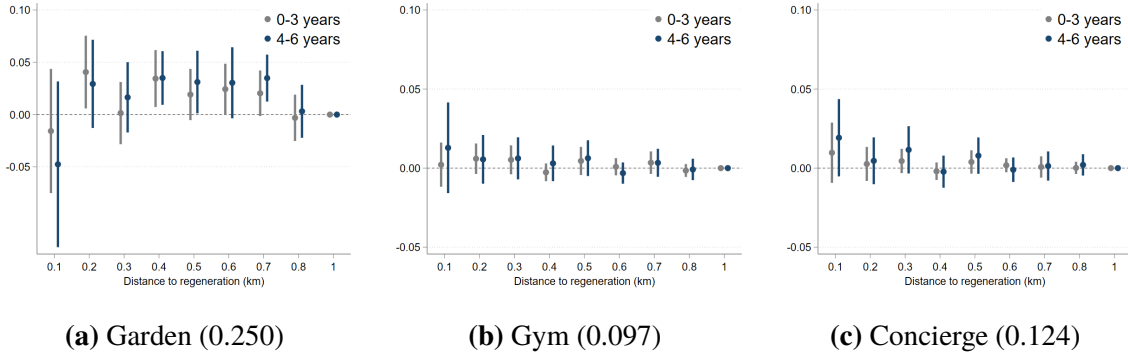 0.10
0.05
0.00
-0.05
0-3 years
4-6 years
0.1 0.2 0.3 0.4 0.5 0.6 0.7 0.8 1
Distance to regeneration (km)
(a) Garden (0.250)
0.10
0.05
0.00
-0.05
0-3 years
4-6 years
0.1 0.2 0.3 0.4 0.5 0.6 0.7 0.8 1
Distance to regeneration (km)
(b) Gym (0.097)
0.10
0.05
0.00
-0.05
0-3 years
4-6 years
0.1 0.2 0.3 0.4 0.5 0.6 0.7 0.8 1
Distance to regeneration (km)
(c) Concierge (0.124)